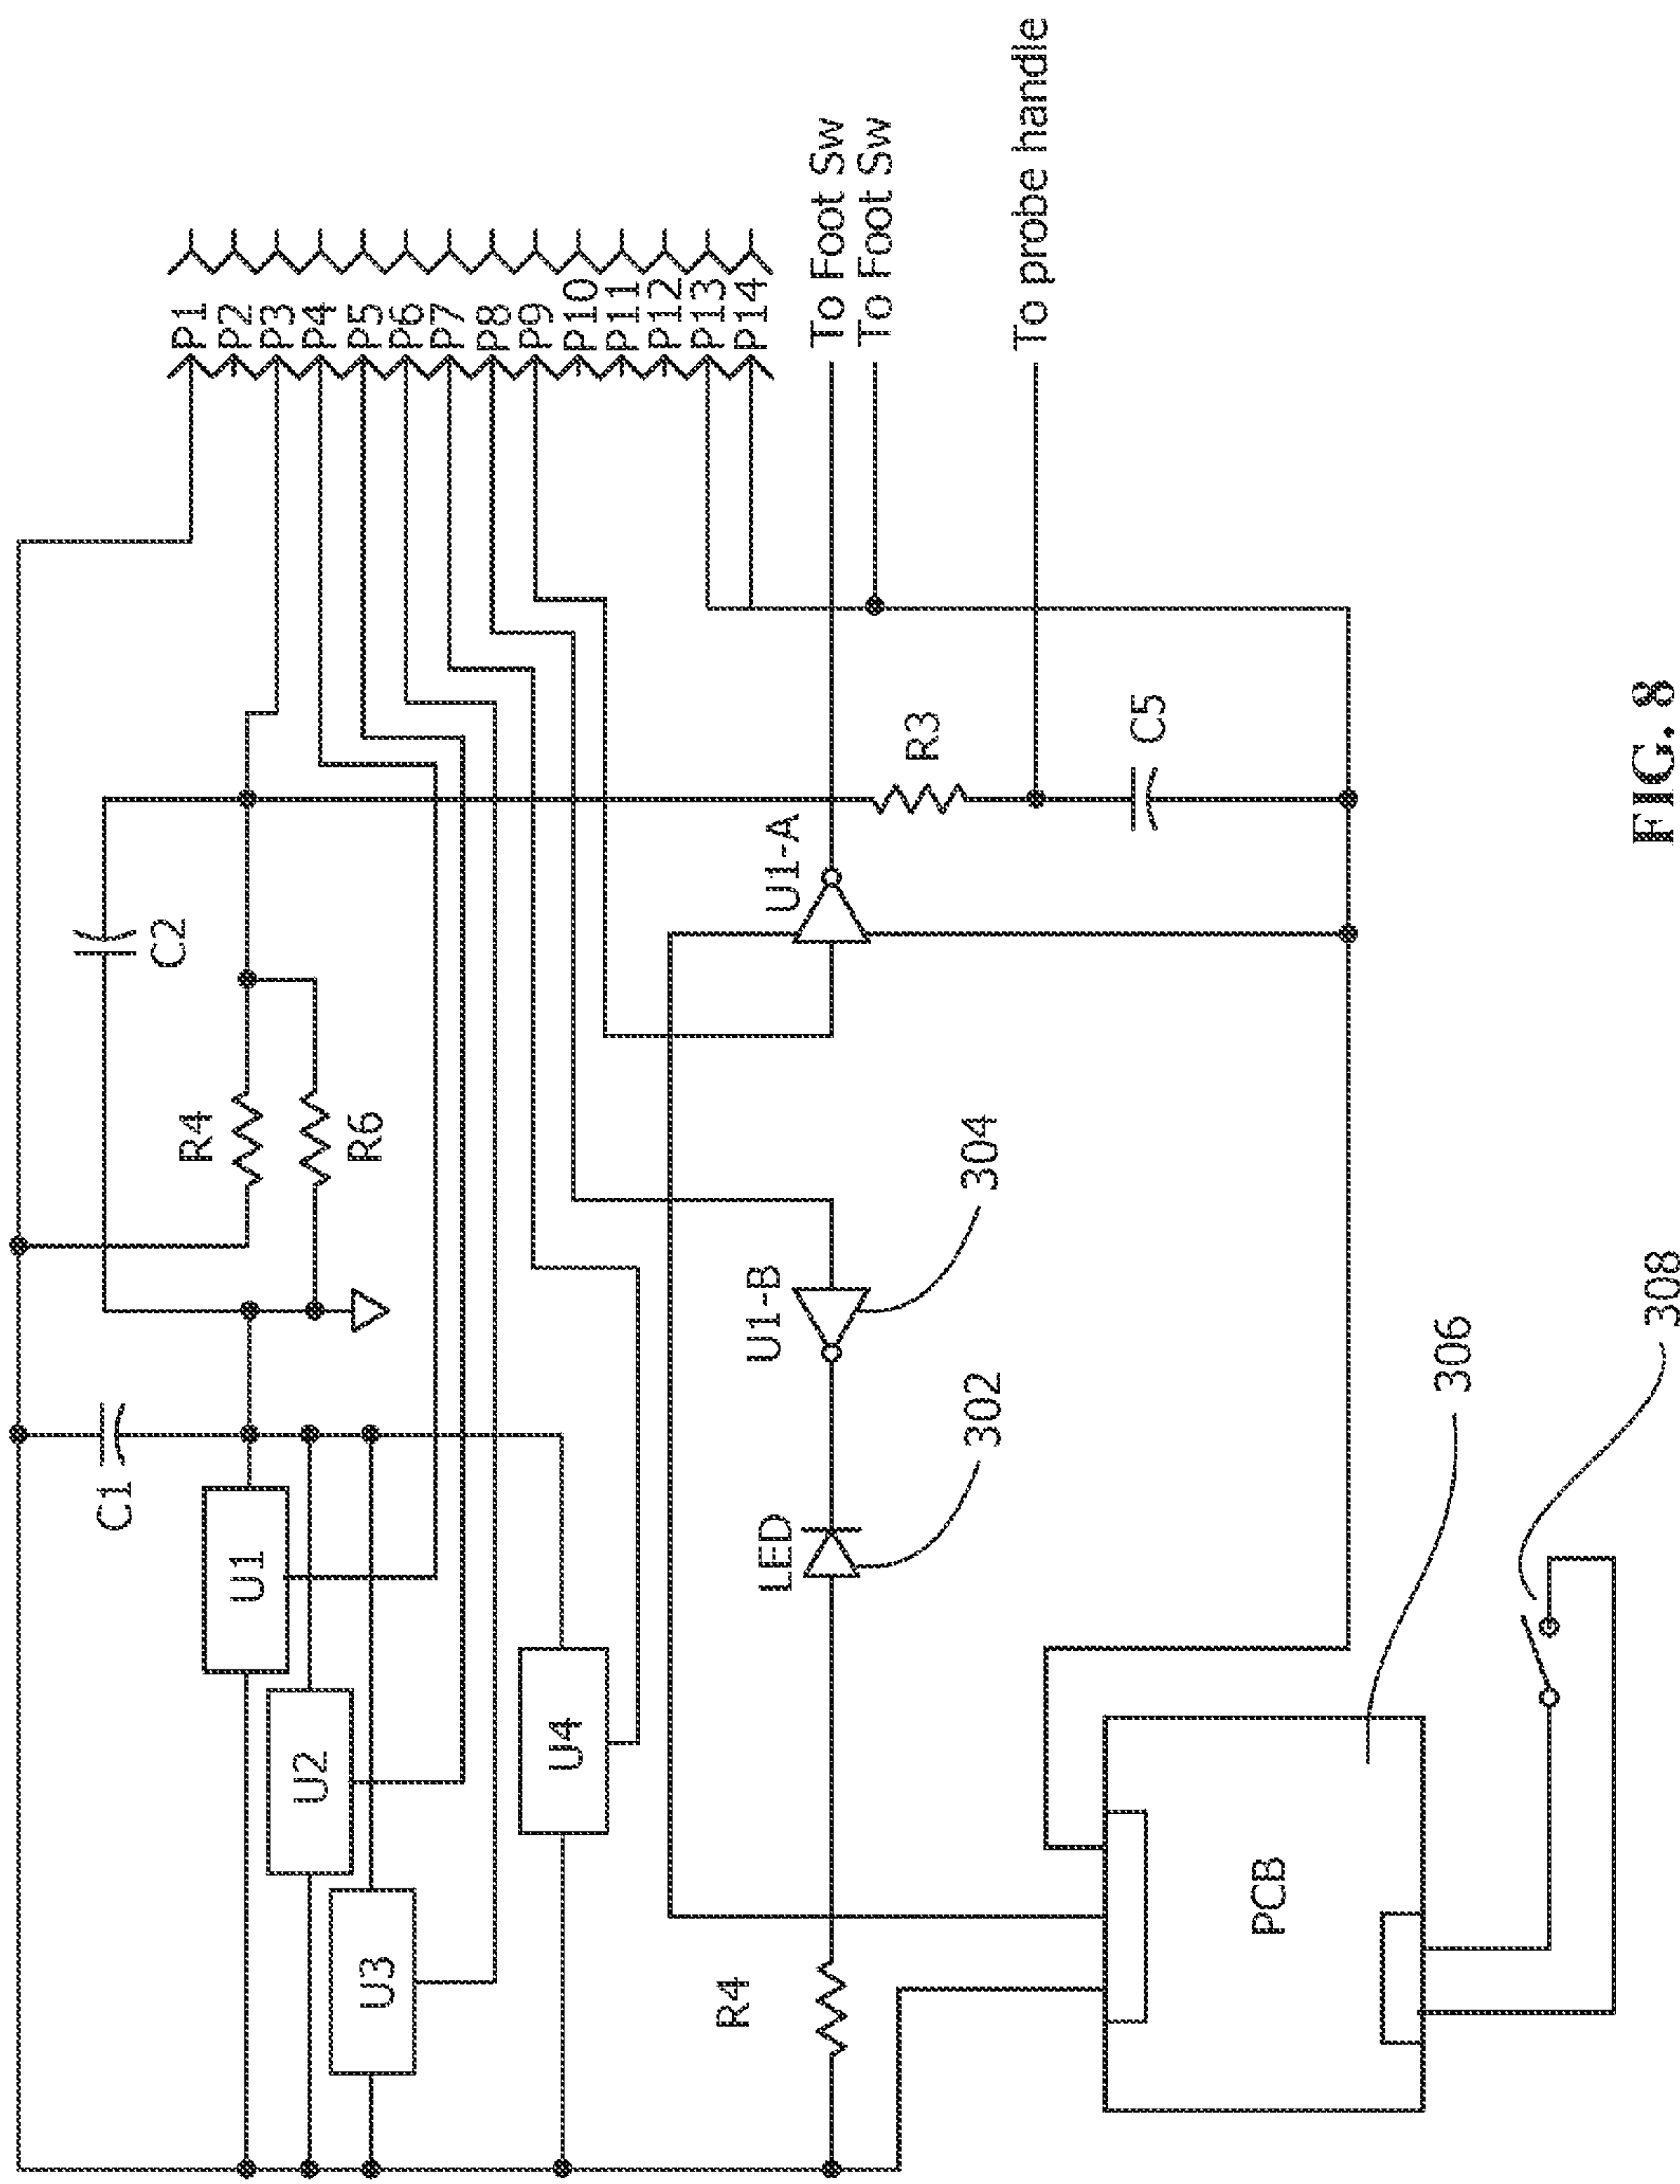 P1
P2
P3
P4
P5
P6
P7
P8
P9
P10
P11
P12
P13
P14
To Foot Sw
To Foot Sw
To probe handle
C2
R4
R6
C1
U1
U2
U3
U4
U1-A
R3
C5
U1-B
304
LED
302
R4
PCB
306
308
FIG. 8